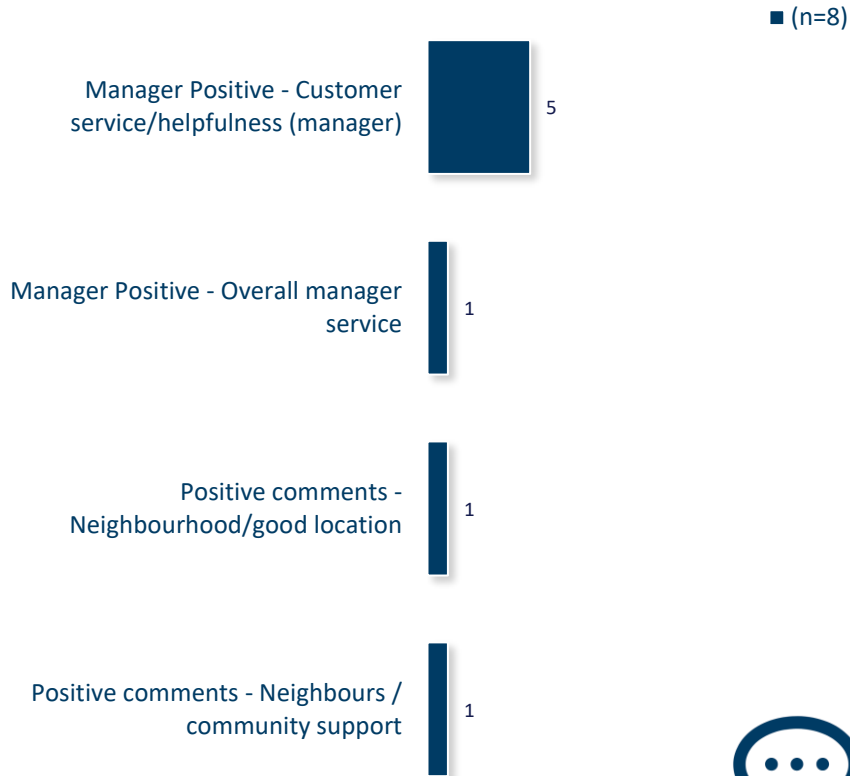 (n=8)
Manager Positive - Customer
service/helpfulness (manager)
5
Manager Positive - Overall manager
service
1
Positive comments -
Neighbourhood/good location
1
Positive comments - Neighbours /
community support
1